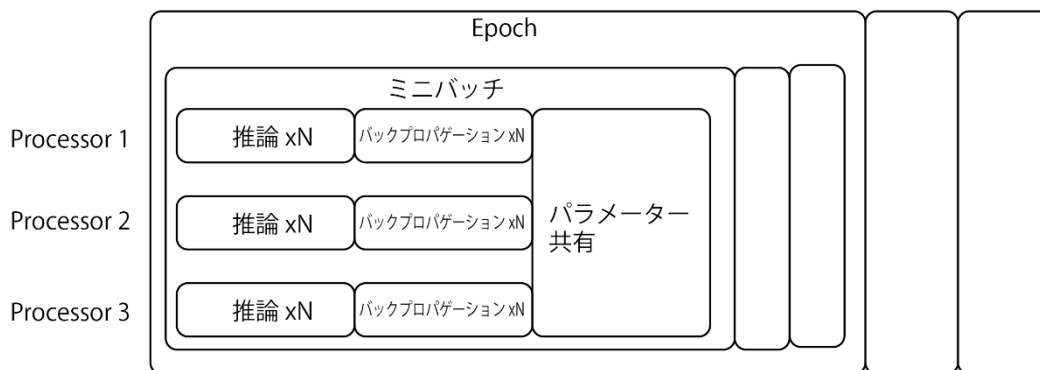 Epoch
ミニバッチ
Processor 1
推論 xN
バックプロパゲーション xN
Processor 2
推論 xN
バックプロパゲーション xN
パラメーター
共有
Processor 3
推論 xN
バックプロパゲーション xN